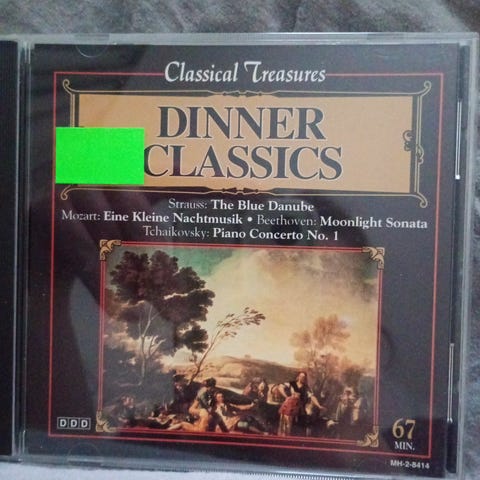 Classical Treasures
DINNER
CLASSICS
Strauss: The Blue Danube
Mozart: Eine Kleine Nachtmusik • Beethoven: Moonlight Sonata
Tchaikovsky: Piano Concerto No. 1
DDD
67
MIN.
MH-2-8414